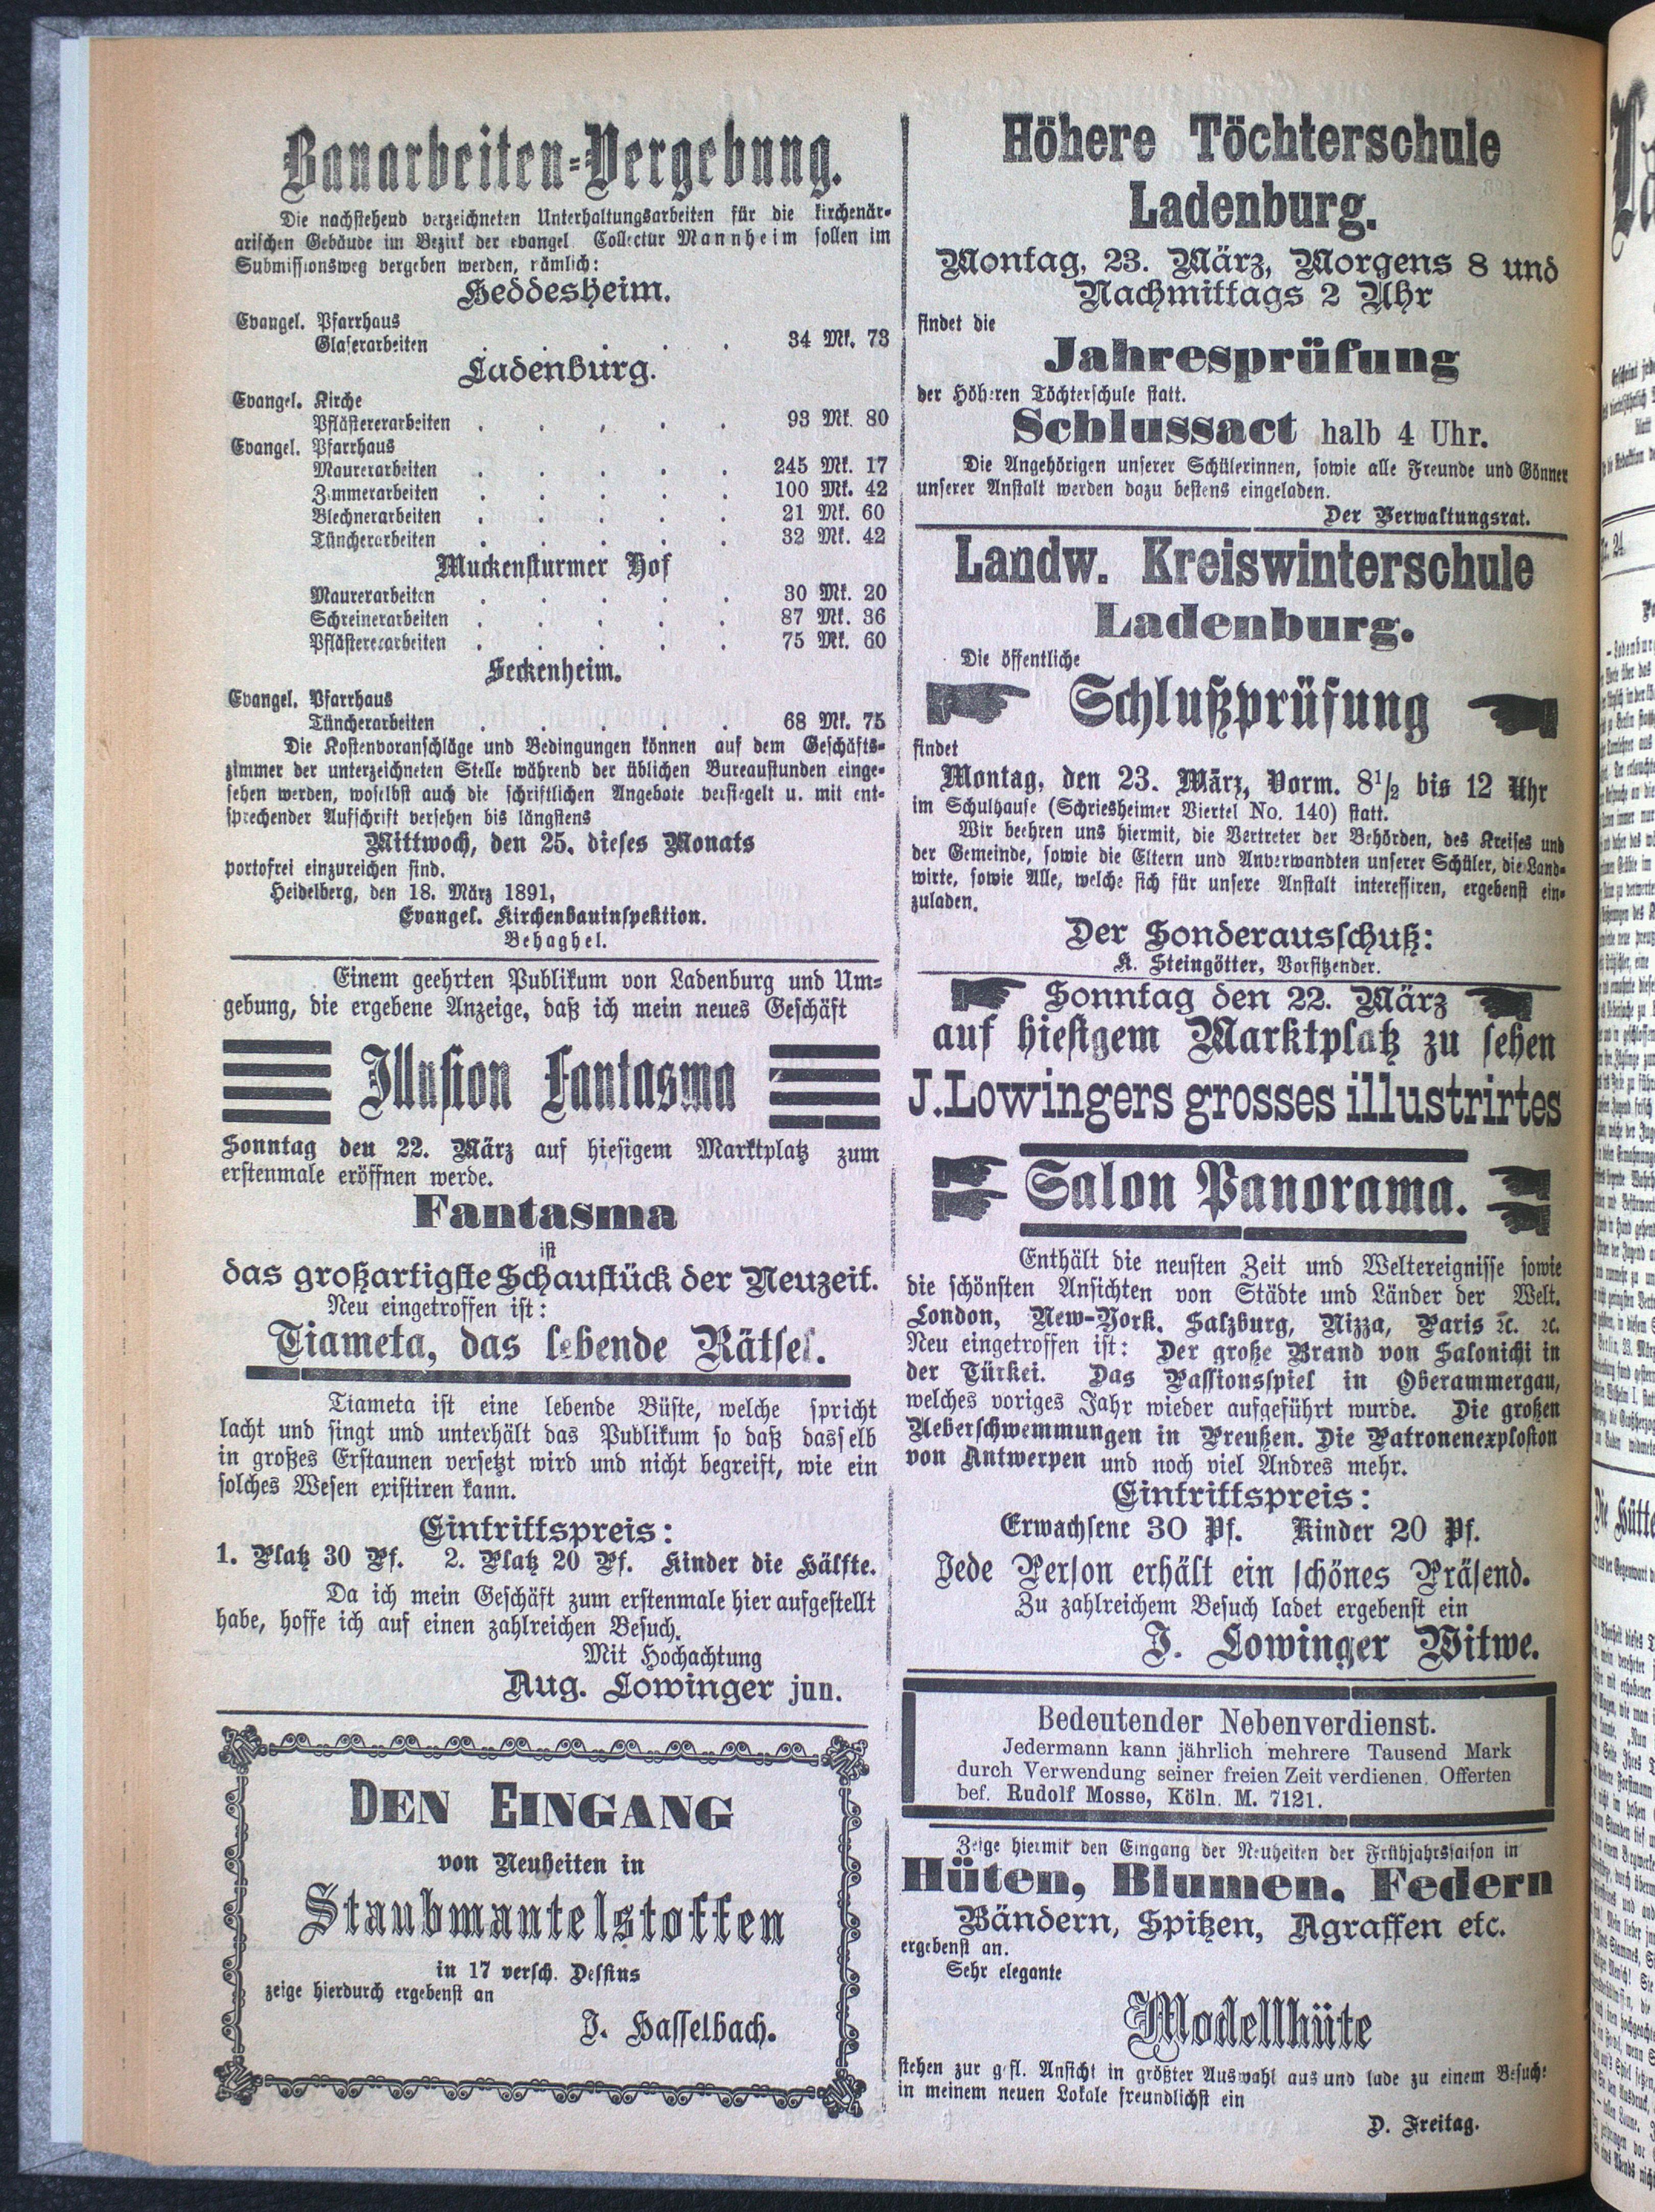 Bauarbeiten-Vergebung.
Die nachstehend verzeichneten Unterhaltungsarbeiten für die kirchenär-
arischen Gebäude im Bezirk der evangel. Collectur Mannheim sollen im
Submissionsweg vergeben werden, nämlich:
Heddesheim.
Evangel. Pfarrhaus
Glaserarbeiten . . . . . 34 Mk. 73
Ladenburg.
Evangel. Kirche
Pflästererarbeiten . . . . . 93 Mk. 80
Evangel. Pfarrhaus
Maurerarbeiten . . . . . 245 Mk. 17
Zimmerarbeiten . . . . . 100 Mk. 42
Blechnerarbeiten . . . . . 21 Mk. 60
Tüncherarbeiten . . . . . 32 Mk. 42
Muckensturmer Hof
Maurerarbeiten . . . . . 30 Mk. 20
Schreinerarbeiten . . . . . 87 Mk. 36
Pflästererarbeiten . . . . . 75 Mk. 60
Seckenheim.
Evangel. Pfarrhaus
Tüncherarbeiten . . . . . 68 Mk. 75
Die Kostenvoranschläge und Bedingungen können auf dem Geschäfts-
zimmer der unterzeichneten Stelle während der üblichen Bureaustunden einge-
sehen werden, woselbst auch die schriftlichen Angebote versiegelt u. mit ent-
sprechender Aufschrift versehen bis längstens
Mittwoch, den 25. dieses Monats
portofrei einzureichen sind.
Heidelberg, den 18. März 1891,
Evangel. Kirchenbauinspektion.
Behaghel.
Einem geehrten Publikum von Ladenburg und Um-
gebung, die ergebene Anzeige, daß ich mein neues Geschäft
Illusion Fantasma
Sonntag den 22. März auf hiesigem Marktplatz zum
erstenmale eröffnen werde.
Fantasma
ist
das großartigste Schaustück der Neuzeit.
Neu eingetroffen ist:
Tiameta, das lebende Rätsel.
Tiameta ist eine lebende Büste, welche spricht
lacht und singt und unterhält das Publikum so daß dasselb
in großes Erstaunen versetzt wird und nicht begreift, wie ein
solches Wesen existiren kann.
Eintrittspreis:
1. Platz 30 Pf. 2. Platz 20 Pf. Kinder die Hälfte.
Da ich mein Geschäft zum erstenmale hier aufgestellt
habe, hoffe ich auf einen zahlreichen Besuch.
Mit Hochachtung
Aug. Lowinger jun.
DEN EINGANG
von Neuheiten in
Staubmantelstoffen
in 17 versch. Dessins
zeige hierdurch ergebenst an
J. Hasselbach.
Höhere Töchterschule
Ladenburg.
Montag, 23. März, Morgens 8 und
Nachmittags 2 Uhr
findet die
Jahresprüfung
der Höheren Töchterschule statt.
Schlussact halb 4 Uhr.
Die Angehörigen unserer Schülerinnen, sowie alle Freunde und Gönner
unserer Anstalt werden dazu bestens eingeladen.
Der Verwaltungsrat.
Landw. Kreiswinterschule
Ladenburg.
Die öffentliche
Schlußprüfung
findet
Montag, den 23. März, Vorm. 8½ bis 12 Uhr
im Schulhause (Schriesheimer Viertel No. 140) statt.
Wir beehren uns hiermit, die Vertreter der Behörden, des Kreises und
der Gemeinde, sowie die Eltern und Anverwandten unserer Schüler, die Land-
wirte, sowie Alle, welche sich für unsere Anstalt interessiren, ergebenst ein-
zuladen.
Der Sonderausschuß:
K. Steingötter, Vorsitzender.
Sonntag den 22. März
auf hiesigem Marktplatz zu sehen
J. Lowingers grosses illustrirtes
Salon Panorama.
Enthält die neusten Zeit und Weltereignisse sowie
die schönsten Ansichten von Städte und Länder der Welt.
London, New-York, Salzburg, Nizza, Paris ꝛc. ꝛc.
Neu eingetroffen ist: Der große Brand von Salonichi in
der Türkei. Das Passionsspiel in Oberammergau,
welches voriges Jahr wieder aufgeführt wurde. Die großen
Ueberschwemmungen in Preußen. Die Patronenexplosion
von Antwerpen und noch viel Andres mehr.
Eintrittspreis:
Erwachsene 30 Pf. Kinder 20 Pf.
Jede Person erhält ein schönes Präsend.
Zu zahlreichem Besuch ladet ergebenst ein
J. Lowinger Witwe.
Bedeutender Nebenverdienst.
Jedermann kann jährlich mehrere Tausend Mark
durch Verwendung seiner freien Zeit verdienen. Offerten
bef. Rudolf Mosse, Köln. M. 7121.
Zeige hiermit den Eingang der Neuheiten der Frühjahrssaison in
Hüten, Blumen, Federn
Bändern, Spitzen, Agraffen etc.
ergebenst an.
Sehr elegante
Modellhüte
stehen zur gefl. Ansicht in größter Auswahl aus und lade zu einem Besuche
in meinem neuen Lokale freundlichst ein
D. Freitag.